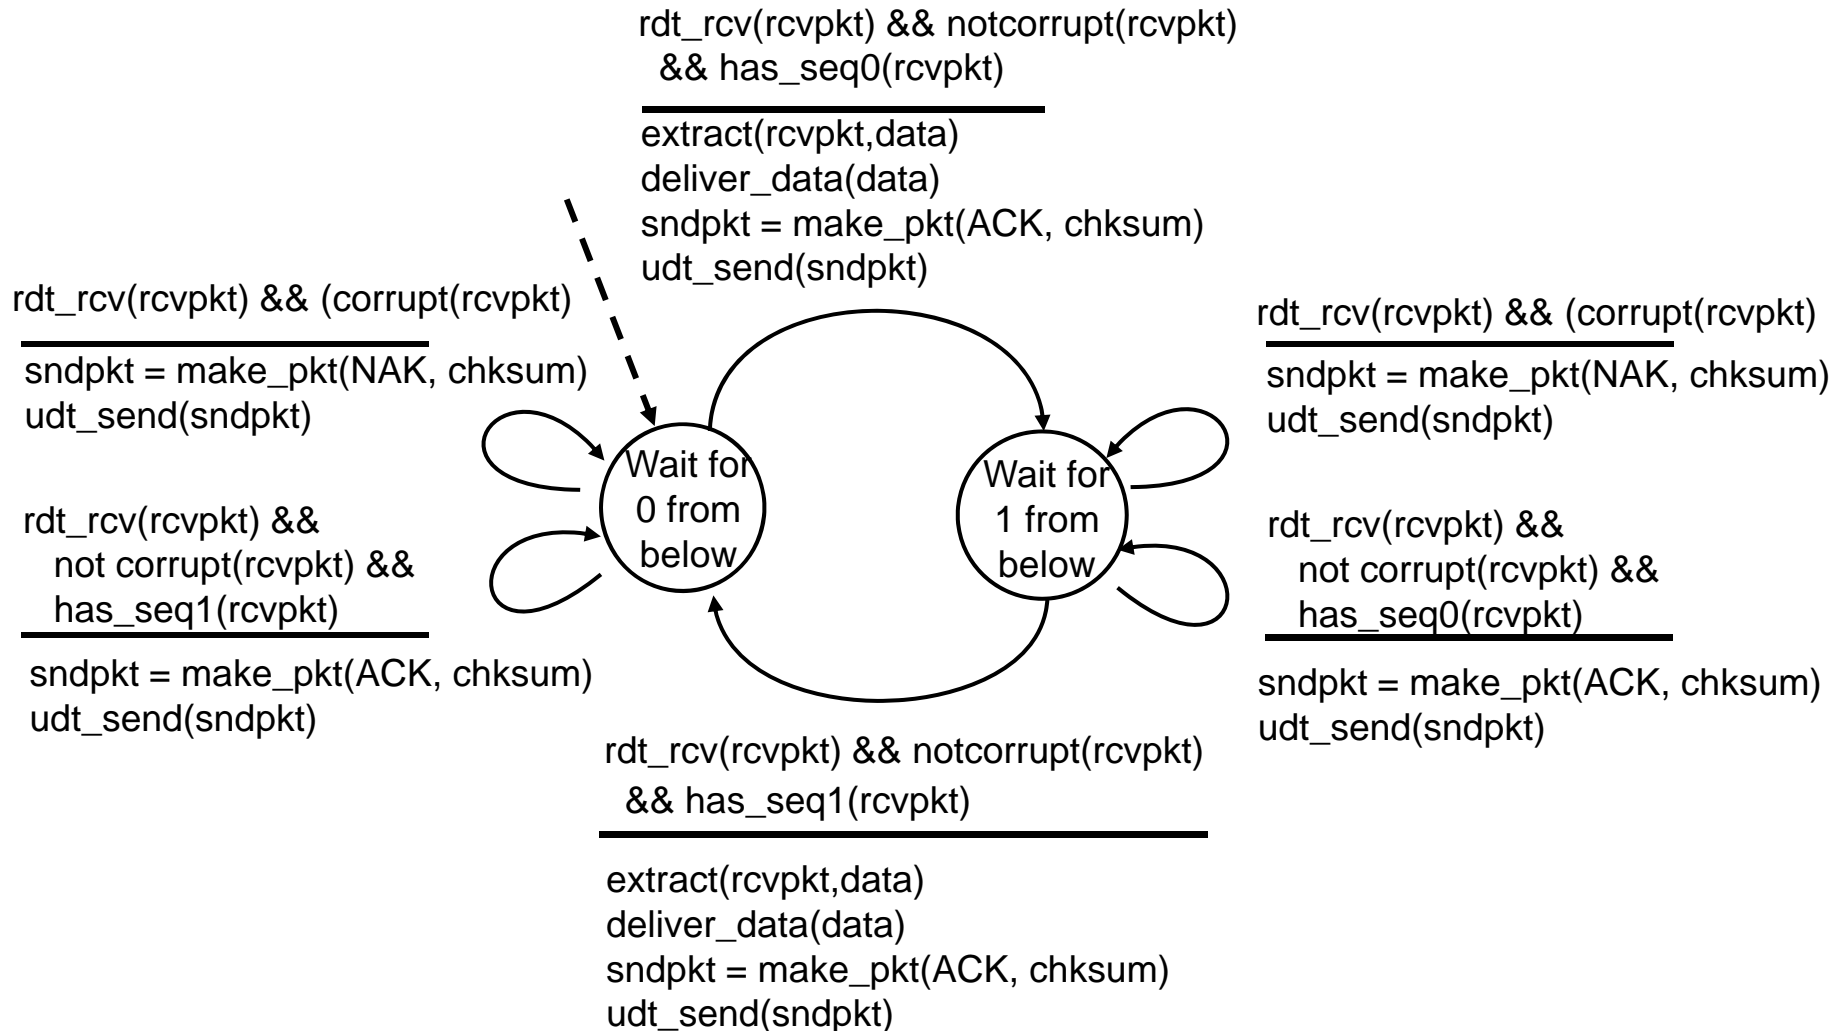 rdt_rcv(rcvpkt) && notcorrupt(rcvpkt)
&& has_seq0(rcvpkt)
extract(rcvpkt,data)
deliver_data(data)
sndpkt = make_pkt(ACK, chksum)
udt_send(sndpkt)
rdt_rcv(rcvpkt) && (corrupt(rcvpkt)
sndpkt = make_pkt(NAK, chksum)
udt_send(sndpkt)
rdt_rcv(rcvpkt) &&
not corrupt(rcvpkt) &&
has_seq1(rcvpkt)
sndpkt = make_pkt(ACK, chksum)
udt_send(sndpkt)
Wait for
0 from
below
Wait for
1 from
below
rdt_rcv(rcvpkt) && (corrupt(rcvpkt)
sndpkt = make_pkt(NAK, chksum)
udt_send(sndpkt)
rdt_rcv(rcvpkt) &&
not corrupt(rcvpkt) &&
has_seq0(rcvpkt)
sndpkt = make_pkt(ACK, chksum)
udt_send(sndpkt)
rdt_rcv(rcvpkt) && notcorrupt(rcvpkt)
&& has_seq1(rcvpkt)
extract(rcvpkt,data)
deliver_data(data)
sndpkt = make_pkt(ACK, chksum)
udt_send(sndpkt)